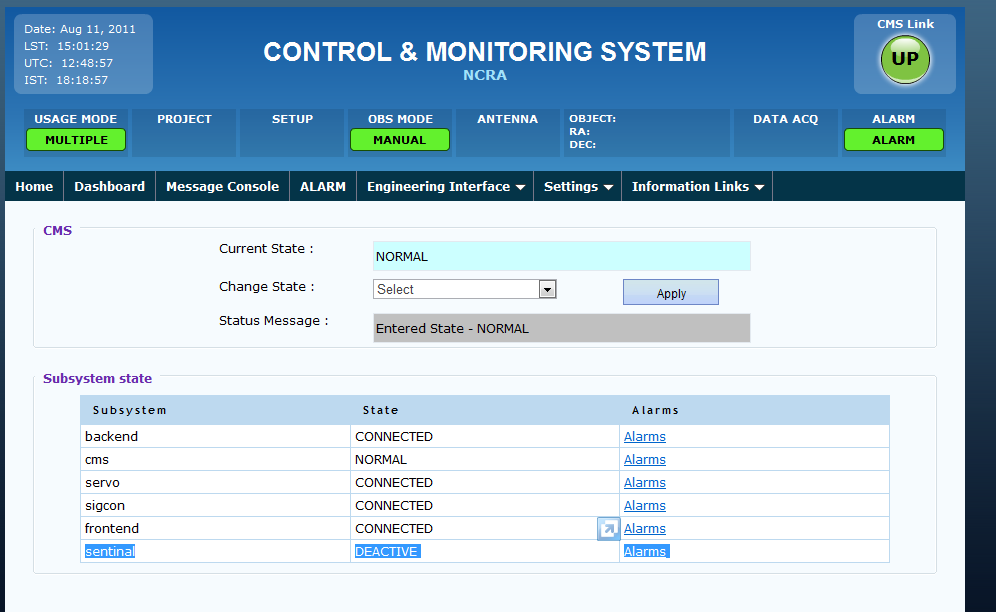 Date: Aug 11, 2011
LST: 15:01:29
UTC: 12:48:57
IST: 18:18:57
CONTROL & MONITORING SYSTEM
NCRA
CMS Link
UP
USAGE MODE
MULTIPLE
PROJECT
SETUP
OBS MODE
MANUAL
ANTENNA
OBJECT:
RA:
DEC:
DATA ACQ
ALARM
ALARM
Home Dashboard Message Console ALARM Engineering Interface Settings Information Links
CMS
Current State : NORMAL
Change State : Select Apply
Status Message : Entered State - NORMAL
Subsystem state
Subsystem State Alarms
backend CONNECTED Alarms
cms NORMAL Alarms
servo CONNECTED Alarms
sigcon CONNECTED Alarms
frontend CONNECTED Alarms
sentinal DEACTIVE Alarms